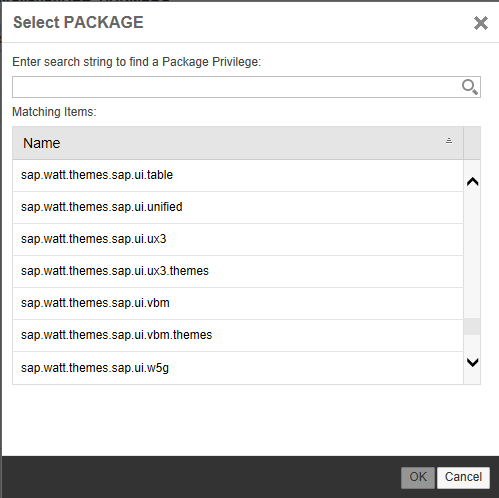 Select PACKAGE
Enter search string to find a Package Privilege:
Matching Items:
Name
sap.watt.themes.sap.ui.table
sap.watt.themes.sap.ui.unified
sap.watt.themes.sap.ui.ux3
sap.watt.themes.sap.ui.ux3.themes
sap.watt.themes.sap.ui.vbm
sap.watt.themes.sap.ui.vbm.themes
sap.watt.themes.sap.ui.w5g
OK Cancel